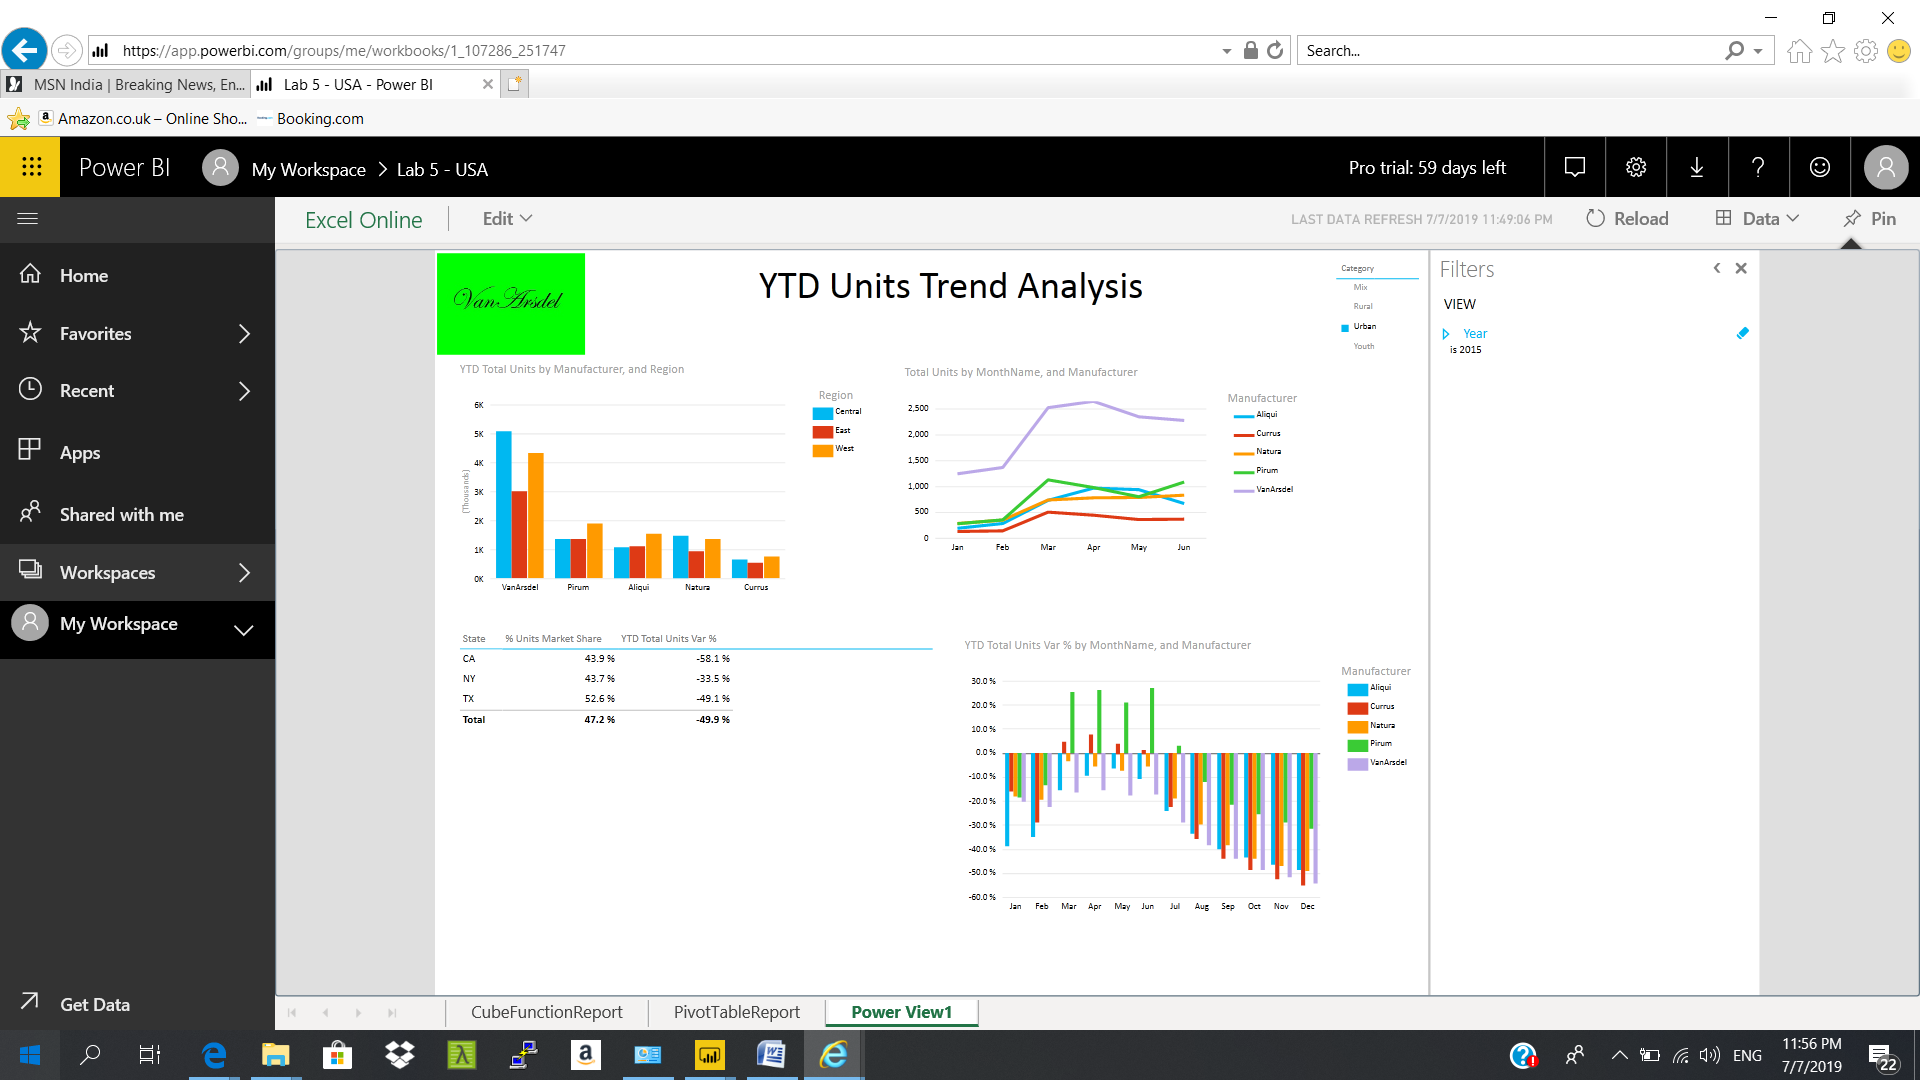 https://app.powerbi.com/groups/me/workbooks/1_107286_251747
Search...
MSN India | Breaking News, En...
Lab 5 - USA - Power BI
Amazon.co.uk – Online Sho...
Booking.com
Power BI
My Workspace > Lab 5 - USA
Pro trial: 59 days left
Excel Online
Edit
LAST DATA REFRESH 7/7/2019 11:49:06 PM
Reload
Data
Pin
Home
Favorites
Recent
Apps
Shared with me
Workspaces
My Workspace
Get Data
VanArsdel
YTD Units Trend Analysis
Category
Mix
Rural
Urban
Youth
Filters
VIEW
Year
is 2015
YTD Total Units by Manufacturer, and Region
(Thousands)
6K
5K
4K
3K
2K
1K
0K
VanArsdel Pirum Aliqui Natura Currus
Region
Central
East
West
Total Units by MonthName, and Manufacturer
2,500
2,000
1,500
1,000
500
0
Jan Feb Mar Apr May Jun
Manufacturer
Aliqui
Currus
Natura
Pirum
VanArsdel
State % Units Market Share YTD Total Units Var %
CA 43.9 % -58.1 %
NY 43.7 % -33.5 %
TX 52.6 % -49.1 %
Total 47.2 % -49.9 %
YTD Total Units Var % by MonthName, and Manufacturer
30.0 %
20.0 %
10.0 %
0.0 %
-10.0 %
-20.0 %
-30.0 %
-40.0 %
-50.0 %
-60.0 %
Jan Feb Mar Apr May Jun Jul Aug Sep Oct Nov Dec
Manufacturer
Aliqui
Currus
Natura
Pirum
VanArsdel
CubeFunctionReport
PivotTableReport
Power View1
ENG
11:56 PM
7/7/2019
22